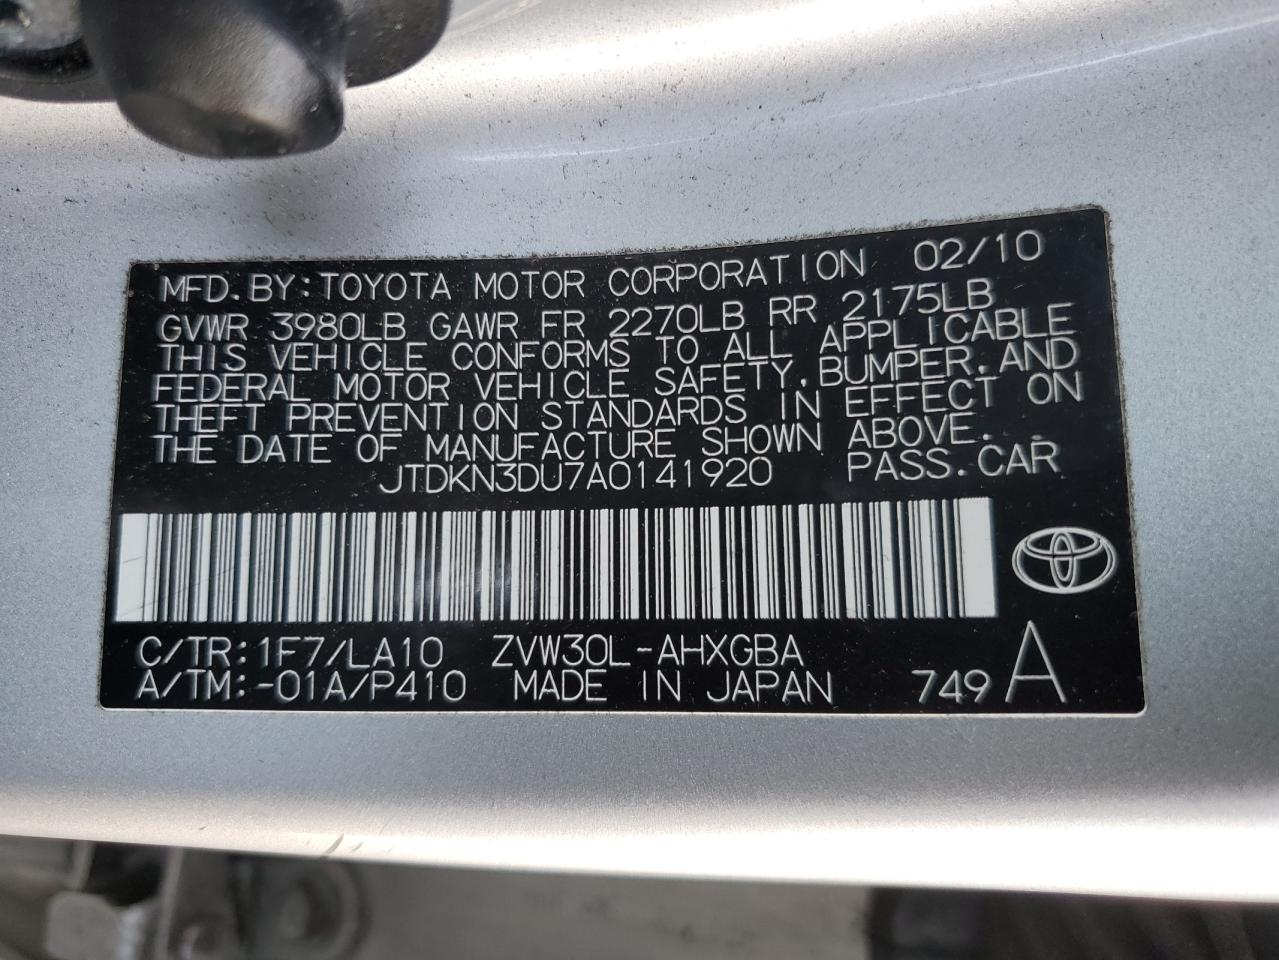 MFD. BY: TOYOTA MOTOR CORPORATION 02/10
GVWR 3980LB GAWR FR 2270LB RR 2175LB
THIS VEHICLE CONFORMS TO ALL APPLICABLE
FEDERAL MOTOR VEHICLE SAFETY, BUMPER, AND
THEFT PREVENTION STANDARDS IN EFFECT ON
THE DATE OF MANUFACTURE SHOWN ABOVE.
JTDKN3DU7A0141920 PASS. CAR
C/TR: 1F7/LA10 ZVW30L-AHXGBA
A/TM: -01A/P410 MADE IN JAPAN 749 A